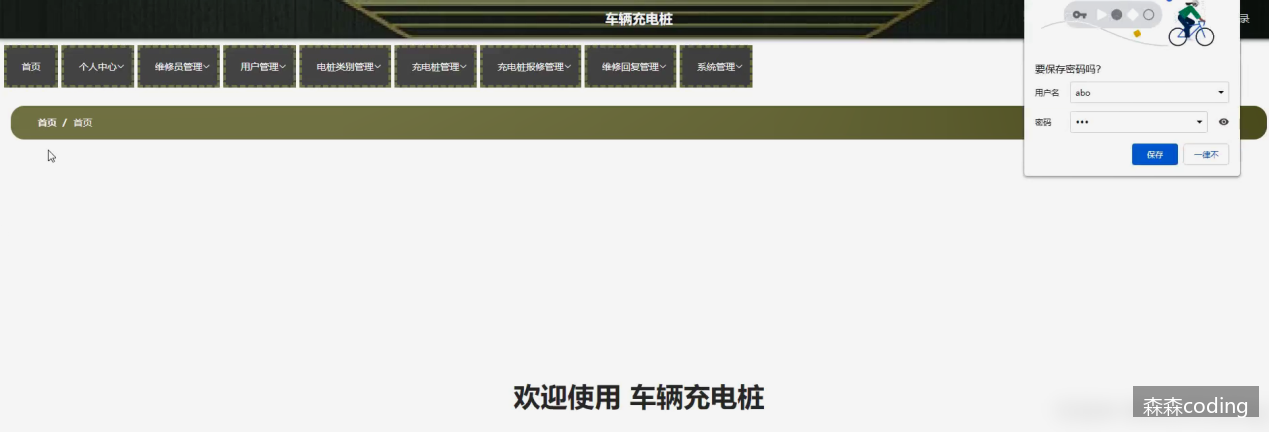 车辆充电桩
录
首页 个人中心 维修员管理 用户管理 电桩类别管理 充电桩管理 充电桩报修管理 维修回复管理 系统管理
首页 / 首页
要保存密码吗?
用户名 abo
密码 •••
保存 一律不
欢迎使用 车辆充电桩
森森coding